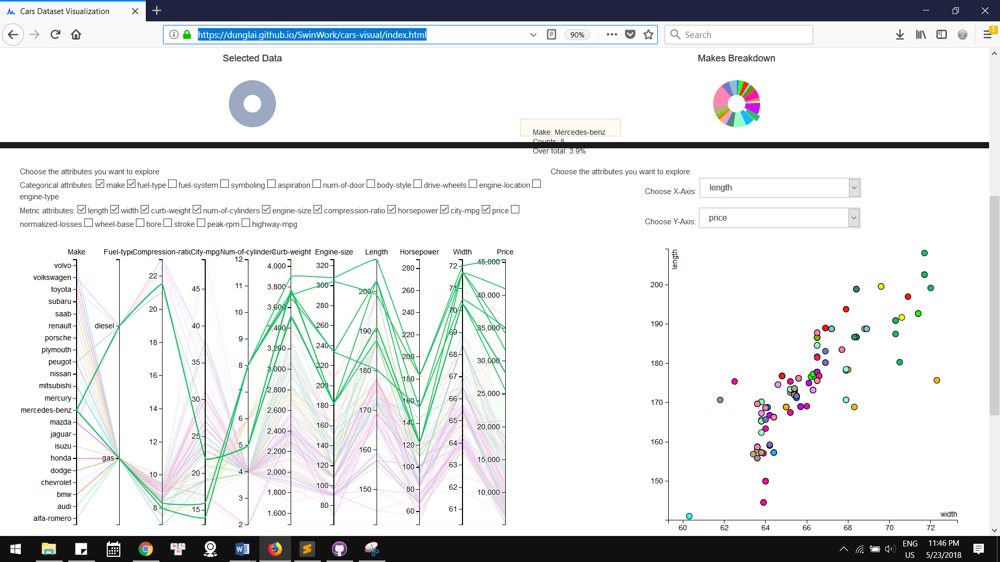 Cars Dataset Visualization
https://dunglai.github.io/SwinWork/cars-visual/index.html
90%
Search
Selected Data
Makes Breakdown
Make: Mercedes-benz
Counts: 8
Over total: 3.9%
Choose the attributes you want to explore
Categorical attributes: make fuel-type fuel-system symboling aspiration num-of-door body-style drive-wheels engine-location
engine-type
Metric attributes: length width curb-weight num-of-cylinders engine-size compression-ratio horsepower city-mpg price
normalized-losses wheel-base bore stroke peak-rpm highway-mpg
Choose the attributes you want to explore
Choose X-Axis: length
Choose Y-Axis: price
Make Fuel-type Compression-ratio City-mpg Num-of-cylinders Curb-weight Engine-size Length Horsepower Width Price
volvo
volkswagen
toyota
subaru
saab
renault
porsche
plymouth
peugot
nissan
mitsubishi
mercury
mercedes-benz
mazda
jaguar
isuzu
honda
dodge
chevrolet
bmw
audi
alfa-romero
diesel
gas
22
20
18
16
14
12
10
8
45
40
35
30
25
20
15
12
11
10
9
8
7
6
5
4
3
2
4,000
3,800
3,600
3,400
3,200
3,000
2,800
2,600
2,400
2,200
2,000
1,800
1,600
320
300
280
260
240
220
200
180
160
140
120
100
80
200
190
180
170
160
150
280
260
240
220
200
180
160
140
120
100
80
60
72
71
70
69
68
67
66
65
64
63
62
61
45,000
40,000
35,000
30,000
25,000
20,000
15,000
10,000
length
200
190
180
170
160
150
width
60 62 64 66 68 70 72
ENG
US
11:46 PM
5/23/2018